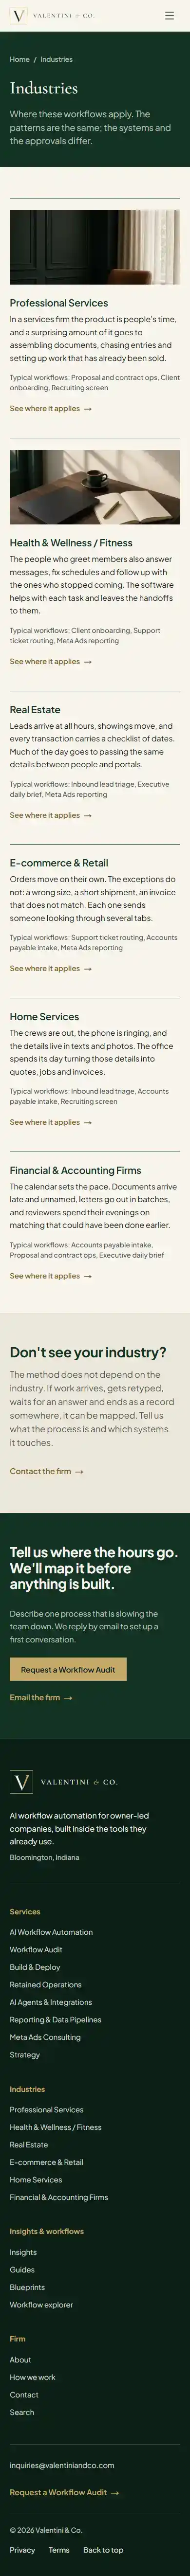 V VALENTINI & CO.
Home / Industries
Industries
Where these workflows apply. The
patterns are the same; the systems and
the approvals differ.
Professional Services
In a services firm the product is people's time,
and a surprising amount of it goes to
assembling documents, chasing entries and
setting up work that has already been sold.
Typical workflows: Proposal and contract ops, Client
onboarding, Recruiting screen
See where it applies →
Health & Wellness / Fitness
The people who greet members also answer
messages, fix schedules and follow up with
the ones who stopped coming. The software
helps with each task and leaves the handoffs
to them.
Typical workflows: Client onboarding, Support
ticket routing, Meta Ads reporting
See where it applies →
Real Estate
Leads arrive at all hours, showings move, and
every transaction carries a checklist of dates.
Much of the day goes to passing the same
details between people and portals.
Typical workflows: Inbound lead triage, Executive
daily brief, Meta Ads reporting
See where it applies →
E-commerce & Retail
Orders move on their own. The exceptions do
not: a wrong size, a short shipment, an invoice
that does not match. Each one sends
someone looking through several tabs.
Typical workflows: Support ticket routing, Accounts
payable intake, Meta Ads reporting
See where it applies →
Home Services
The crews are out, the phone is ringing, and
the details live in texts and photos. The office
spends its day turning those details into
quotes, jobs and invoices.
Typical workflows: Inbound lead triage, Accounts
payable intake, Recruiting screen
See where it applies →
Financial & Accounting Firms
The calendar sets the pace. Documents arrive
late and unnamed, letters go out in batches,
and reviewers spend their evenings on
matching that could have been done earlier.
Typical workflows: Accounts payable intake,
Proposal and contract ops, Executive daily brief
See where it applies →
Don't see your industry?
The method does not depend on the
industry. If work arrives, gets retyped,
waits for an answer and ends as a record
somewhere, it can be mapped. Tell us
what the process is and which systems
it touches.
Contact the firm →
Tell us where the hours go.
We'll map it before
anything is built.
Describe one process that is slowing the
team down. We reply by email to set up a
first conversation.
Request a Workflow Audit
Email the firm →
V VALENTINI & CO.
AI workflow automation for owner-led
companies, built inside the tools they
already use.
Bloomington, Indiana
Services
AI Workflow Automation
Workflow Audit
Build & Deploy
Retained Operations
AI Agents & Integrations
Reporting & Data Pipelines
Meta Ads Consulting
Strategy
Industries
Professional Services
Health & Wellness / Fitness
Real Estate
E-commerce & Retail
Home Services
Financial & Accounting Firms
Insights & workflows
Insights
Guides
Blueprints
Workflow explorer
Firm
About
How we work
Contact
Search
inquiries@valentiniandco.com
Request a Workflow Audit →
© 2026 Valentini & Co.
Privacy Terms Back to top